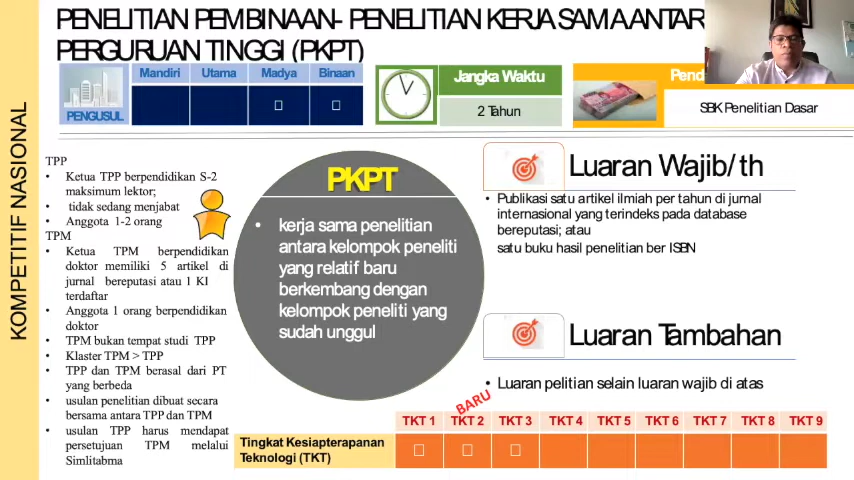 PENELITIAN PEMBINAAN- PENELITIAN KERJA SAMA ANTAR
PERGURUAN TINGGI (PKPT)
KOMPETITIF NASIONAL
PENGUSUL
Mandiri Utama Madya Binaan
Jangka Waktu
2 Tahun
SBK Penelitian Dasar
TPP
• Ketua TPP berpendidikan S-2
maksimum lektor;
• tidak sedang menjabat
• Anggota 1-2 orang
TPM
• Ketua TPM berpendidikan
doktor memiliki 5 artikel di
jurnal bereputasi atau 1 KI
terdaftar
• Anggota 1 orang berpendidikan
doktor
• TPM bukan tempat studi TPP
• Klaster TPM > TPP
• TPP dan TPM berasal dari PT
yang berbeda
• usulan penelitian dibuat secara
bersama antara TPP dan TPM
• usulan TPP harus mendapat
persetujuan TPM melalui
Simlitabma
PKPT
• kerja sama penelitian
antara kelompok peneliti
yang relatif baru
berkembang dengan
kelompok peneliti yang
sudah unggul
Luaran Wajib/ th
• Publikasi satu artikel ilmiah per tahun di jurnal
internasional yang terindeks pada database
bereputasi; atau
satu buku hasil penelitian ber ISBN
Luaran Tambahan
• Luaran pelitian selain luaran wajib di atas
BARU
TKT 1 TKT 2 TKT 3 TKT 4 TKT 5 TKT 6 TKT 7 TKT 8 TKT 9
Tingkat Kesiapterapanan
Teknologi (TKT)